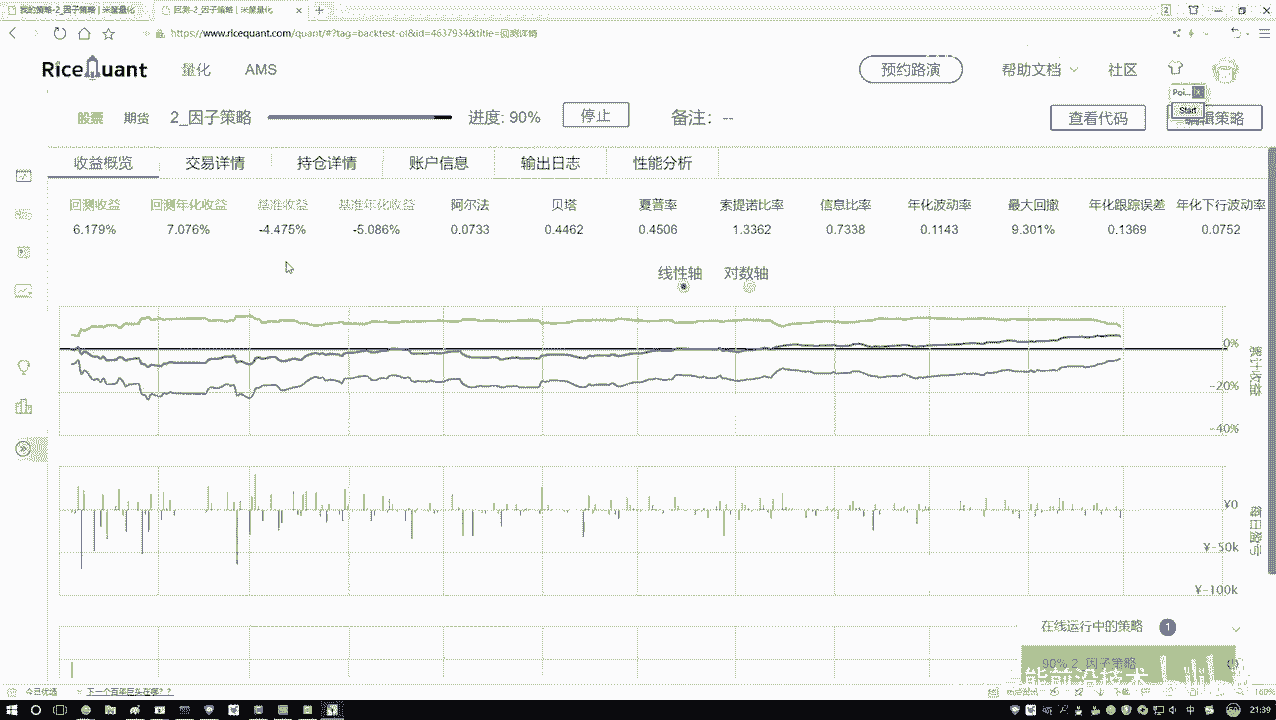 我的策略-2_因子策略 | 米筐量化
回测-2_因子策略 | 米筐量化
https://www.ricequant.com/quant/#?tag=backtest-ol&id=4637934&title=回测详情
RiceQuant 量化 AMS 预约路演 帮助文档 社区
Poi...
Start
股票 期货 2_因子策略 进度: 90% 停止 备注: -- 查看代码 编辑策略
收益概览 交易详情 持仓详情 账户信息 输出日志 性能分析
回测收益 回测年化收益 基准收益 基准年化收益 阿尔法 贝塔 夏普率 索提诺比率 信息比率 年化波动率 最大回撤 年化跟踪误差 年化下行波动率
6.179% 7.076% -4.475% -5.086% 0.0733 0.4462 0.4506 1.3362 0.7338 0.1143 9.301% 0.1369 0.0752
线性轴 对数轴
0%
-20%
-40%
累计收益
¥0
¥-50k
¥-100k
每日盈亏
在线运行中的策略 1
90% 2_因子策略
能前没技术
今日优选 下一个百年巨头在哪？？
100%
中
21:39